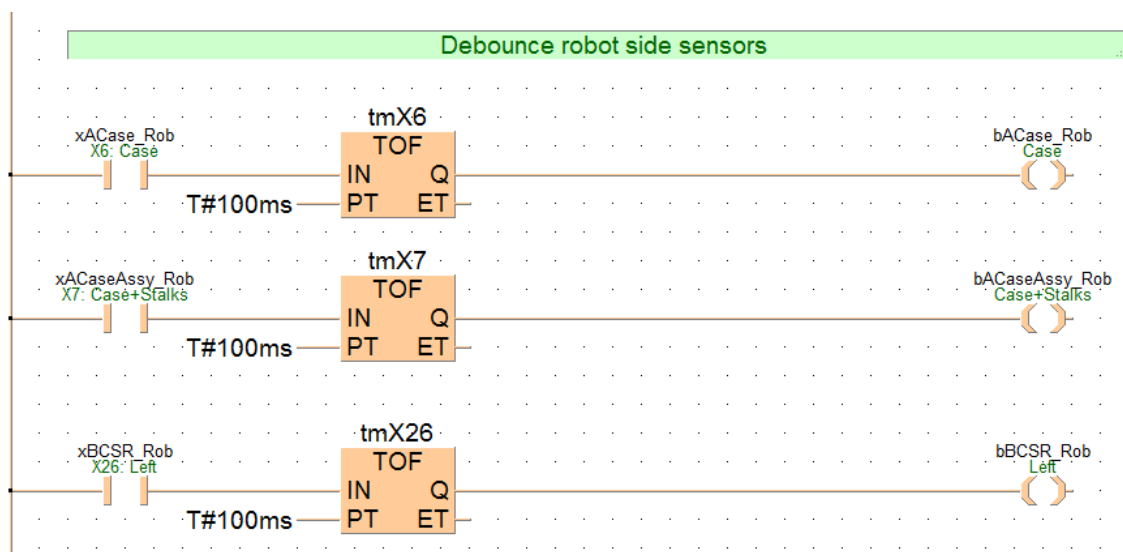 Debounce robot side sensors
tmX6
xACase_Rob
X6: Case
TOF
bACase_Rob
Case
IN Q
T#100ms PT ET
tmX7
xACaseAssy_Rob
X7: Case+Stalks
TOF
bACaseAssy_Rob
Case+Stalks
IN Q
T#100ms PT ET
tmX26
xBCSR_Rob
X26: Left
TOF
bBCSR_Rob
Left
IN Q
T#100ms PT ET